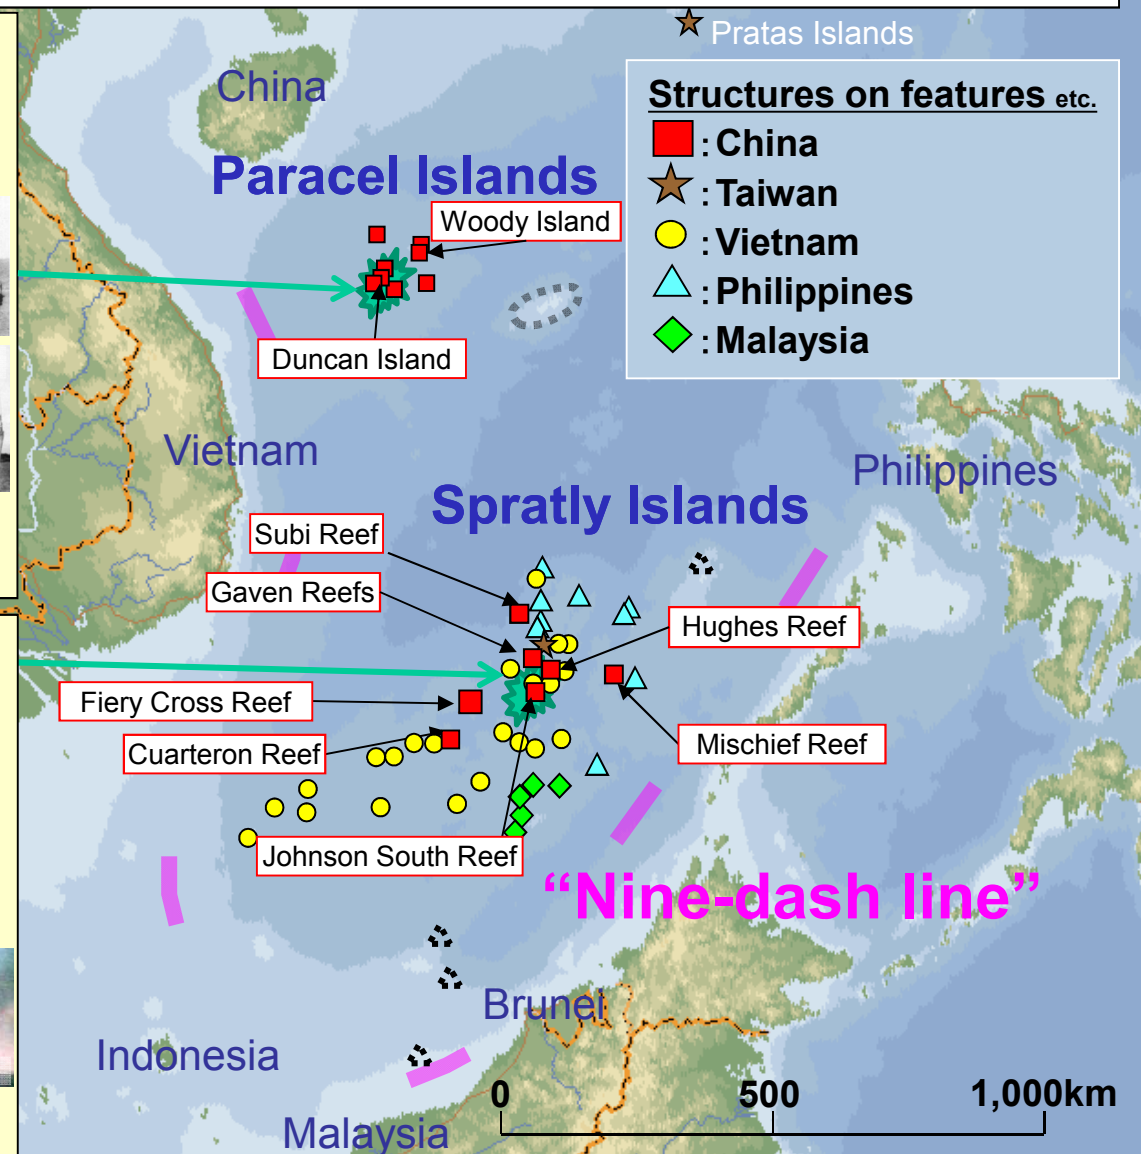 Pratas Islands
China
Structures on features etc.
: China
: Taiwan
: Vietnam
: Philippines
: Malaysia
Paracel Islands
Woody Island
Duncan Island
Vietnam
Philippines
Spratly Islands
Subi Reef
Gaven Reefs
Hughes Reef
Fiery Cross Reef
Mischief Reef
Cuarteron Reef
Johnson South Reef
“Nine-dash line”
Brunei
Indonesia
0 500 1,000km
Malaysia